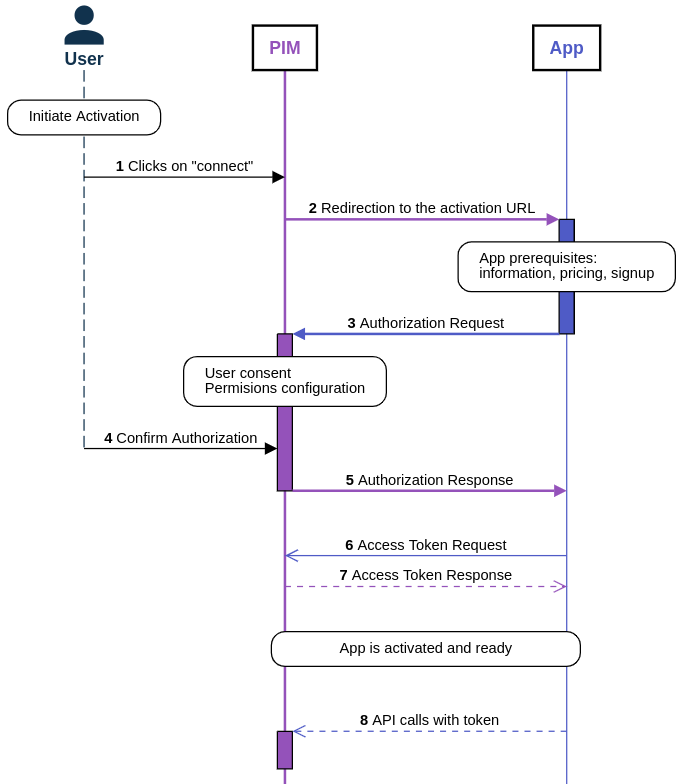 User
PIM
App
Initiate Activation
1 Clicks on "connect"
2 Redirection to the activation URL
App prerequisites:
information, pricing, signup
3 Authorization Request
User consent
Permisions configuration
4 Confirm Authorization
5 Authorization Response
6 Access Token Request
7 Access Token Response
App is activated and ready
8 API calls with token